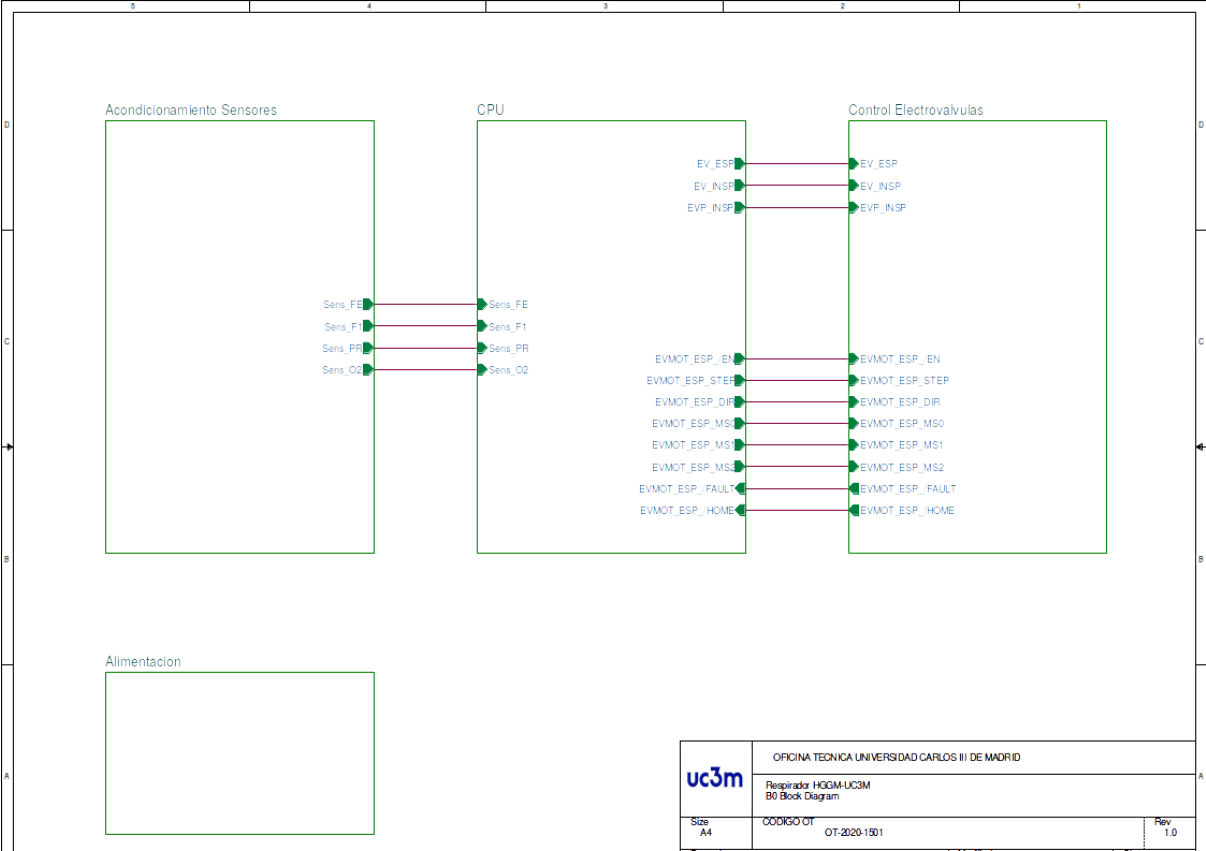 5 4 3 2 1
Acondicionamiento Sensores
CPU
Control Electrovalvulas
D D
EV_ESP EV_ESP
EV_INSP EV_INSP
EVP_INSP EVP_INSP
Sens_FE Sens_FE
Sens_F1 Sens_F1
C C
Sens_PR Sens_PR
EVMOT_ESP_/EN EVMOT_ESP_/EN
Sens_O2 Sens_O2
EVMOT_ESP_STEP EVMOT_ESP_STEP
EVMOT_ESP_DIR EVMOT_ESP_DIR
EVMOT_ESP_MS0 EVMOT_ESP_MS0
EVMOT_ESP_MS1 EVMOT_ESP_MS1
EVMOT_ESP_MS2 EVMOT_ESP_MS2
EVMOT_ESP_/FAULT EVMOT_ESP_/FAULT
EVMOT_ESP_/HOME EVMOT_ESP_/HOME
B B
Alimentacion
A A
uc3m
OFICINA TECNICA UNIVERSIDAD CARLOS III DE MADRID
Respirador HGGM-UC3M
B0 Block Diagram
Size
A4
CODIGO OT
OT-2020-1501
Rev
1.0